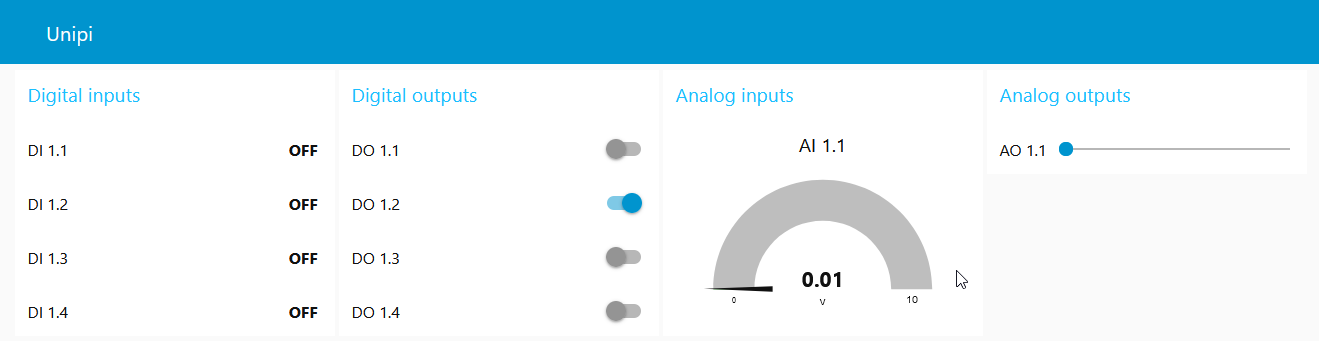 Unipi
Digital inputs
DI 1.1 OFF
DI 1.2 OFF
DI 1.3 OFF
DI 1.4 OFF
Digital outputs
DO 1.1
DO 1.2
DO 1.3
DO 1.4
Analog inputs
AI 1.1
0.01
0 V 10
Analog outputs
AO 1.1